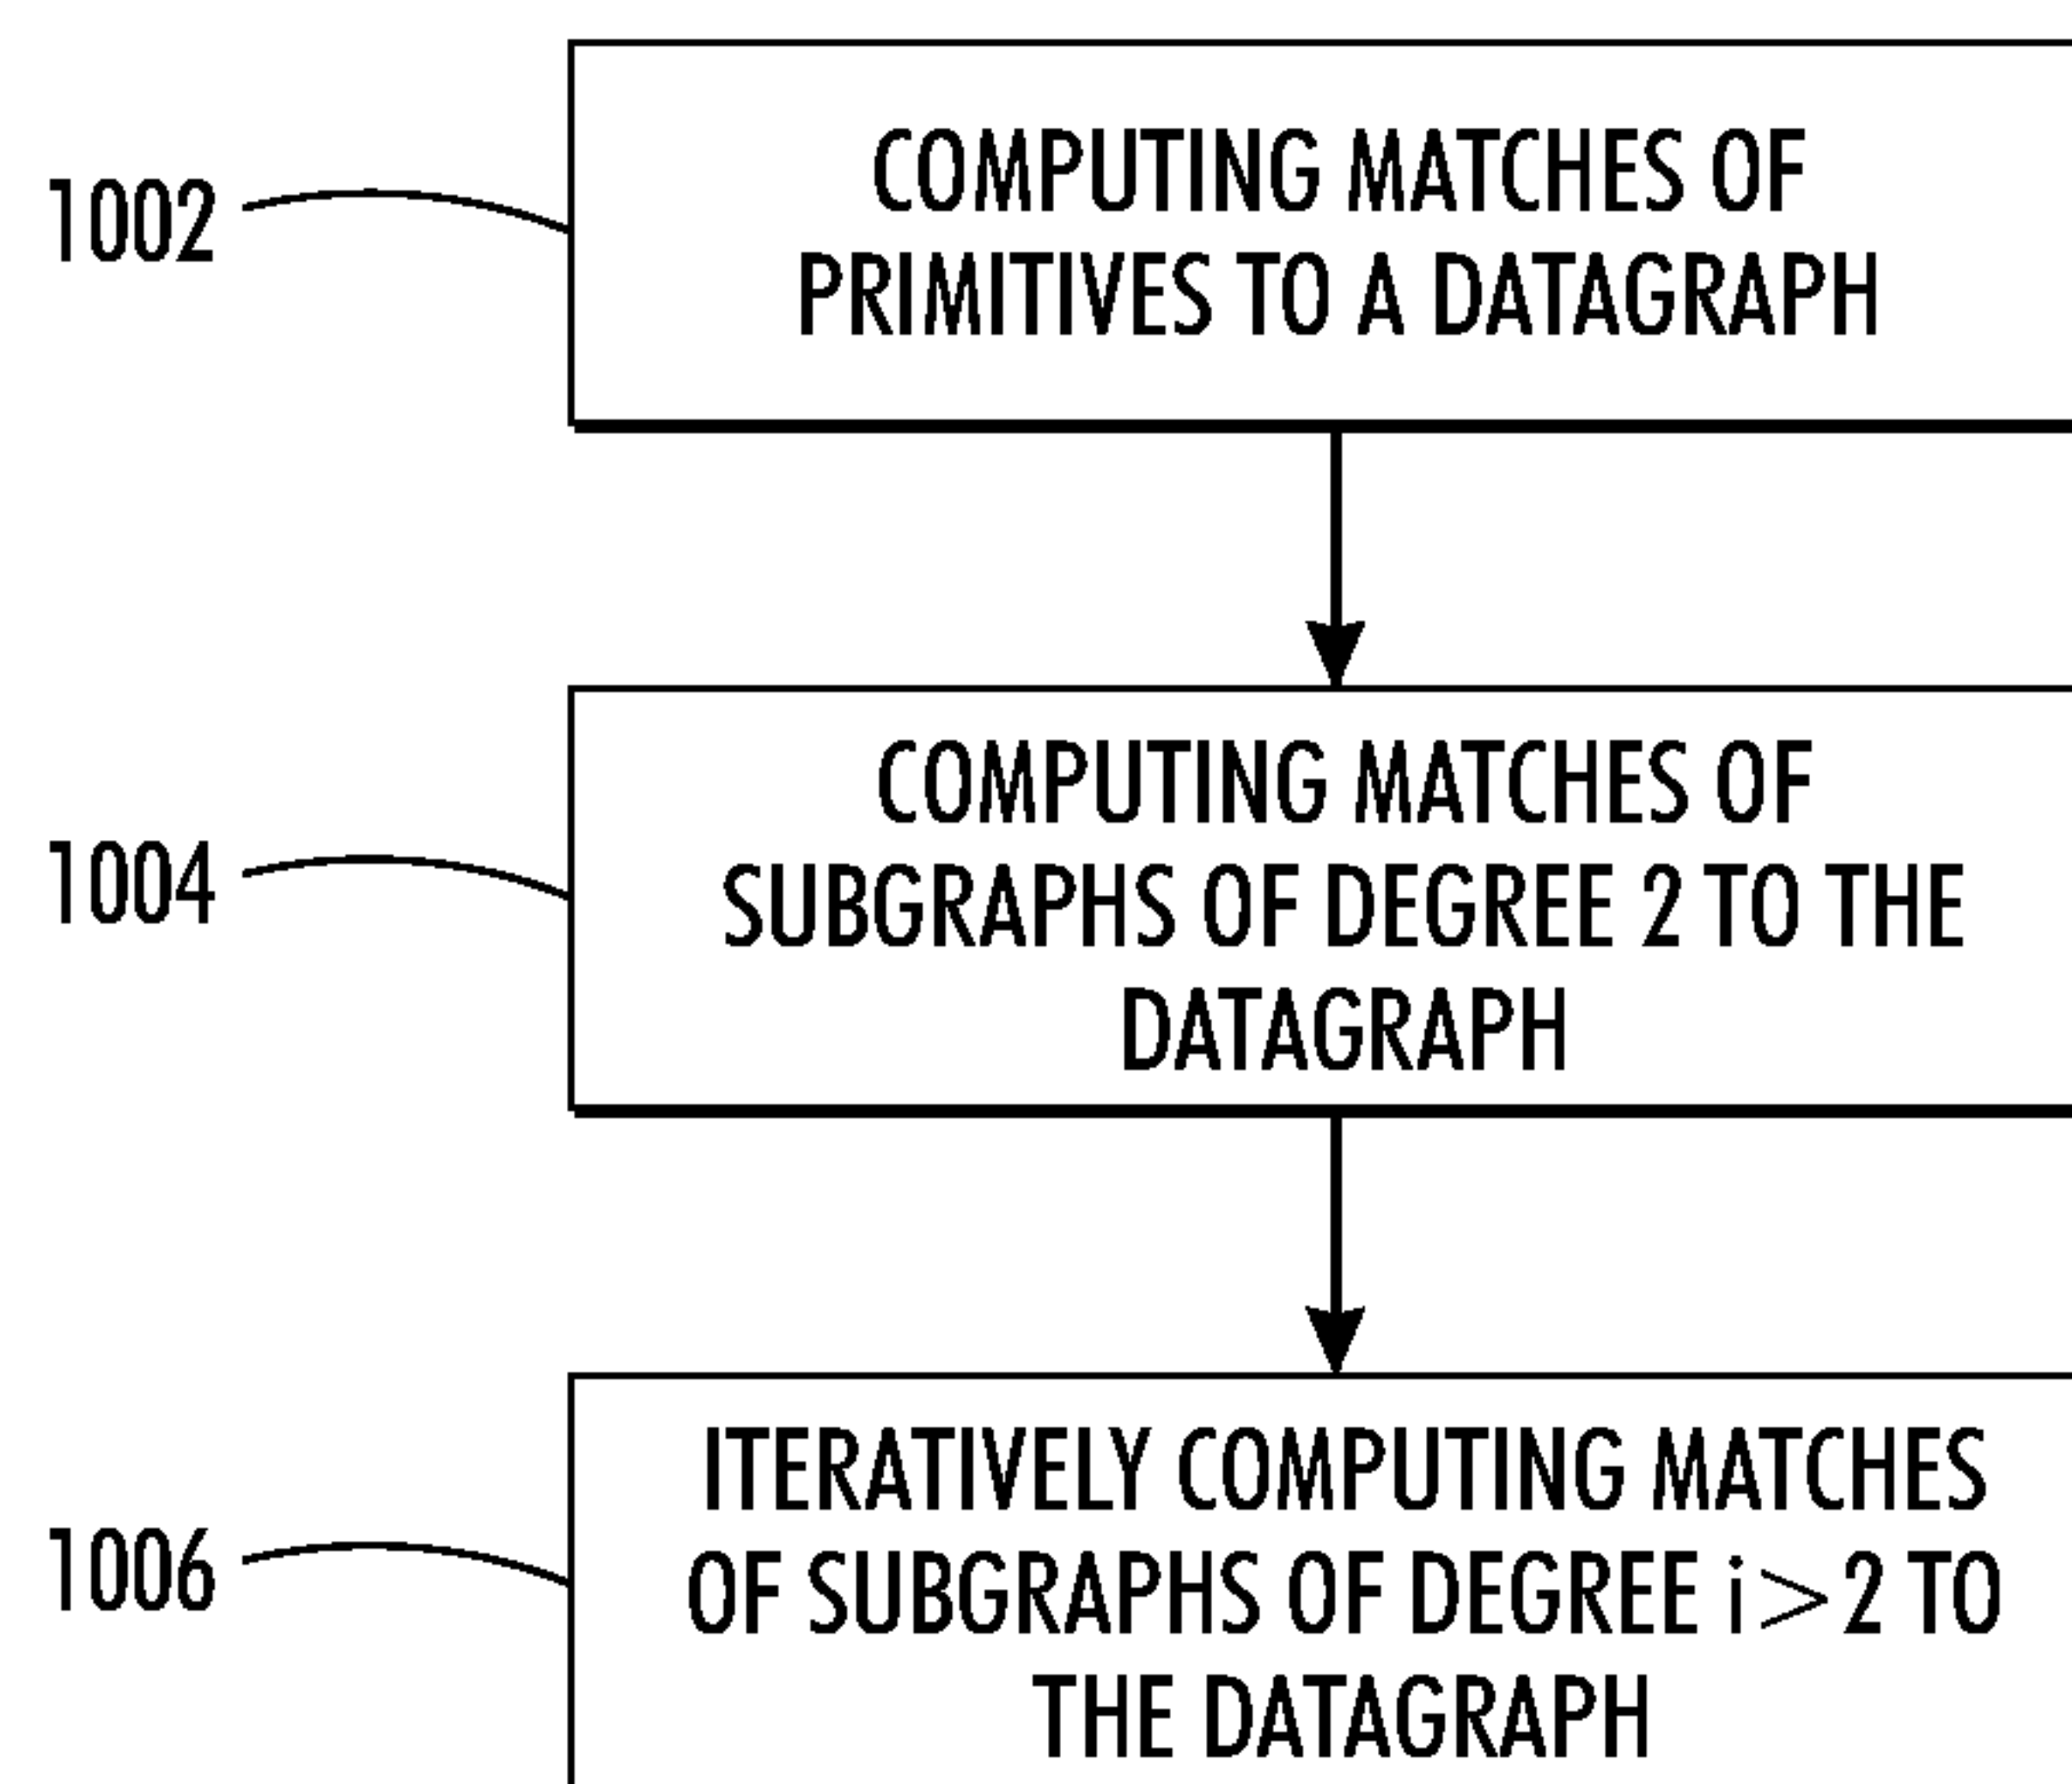 1002
COMPUTING MATCHES OF
PRIMITIVES TO A DATAGRAPH
1004
COMPUTING MATCHES OF
SUBGRAPHS OF DEGREE 2 TO THE
DATAGRAPH
1006
ITERATIVELY COMPUTING MATCHES
OF SUBGRAPHS OF DEGREE i>2 TO
THE DATAGRAPH